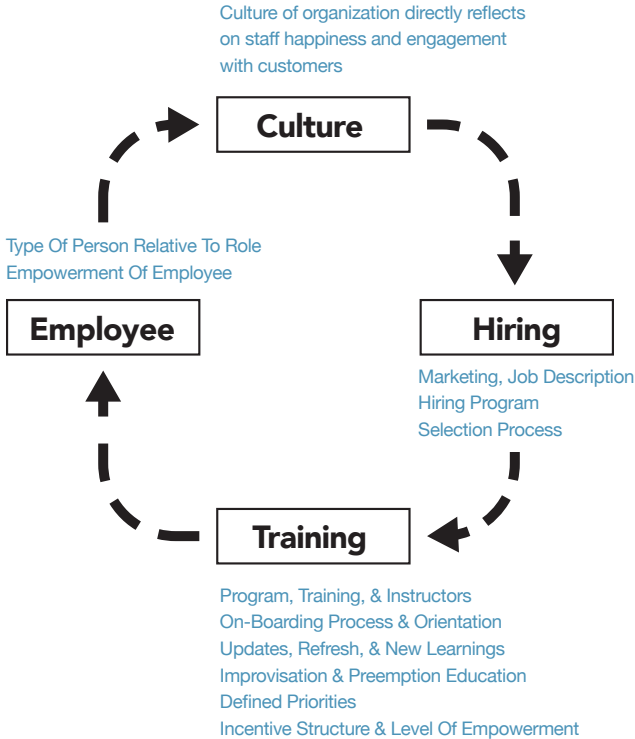 Culture of organization directly reflects
on staff happiness and engagement
with customers
Culture
Type Of Person Relative To Role
Empowerment Of Employee
Employee
Hiring
Marketing, Job Description
Hiring Program
Selection Process
Training
Program, Training, & Instructors
On-Boarding Process & Orientation
Updates, Refresh, & New Learnings
Improvisation & Preemption Education
Defined Priorities
Incentive Structure & Level Of Empowerment